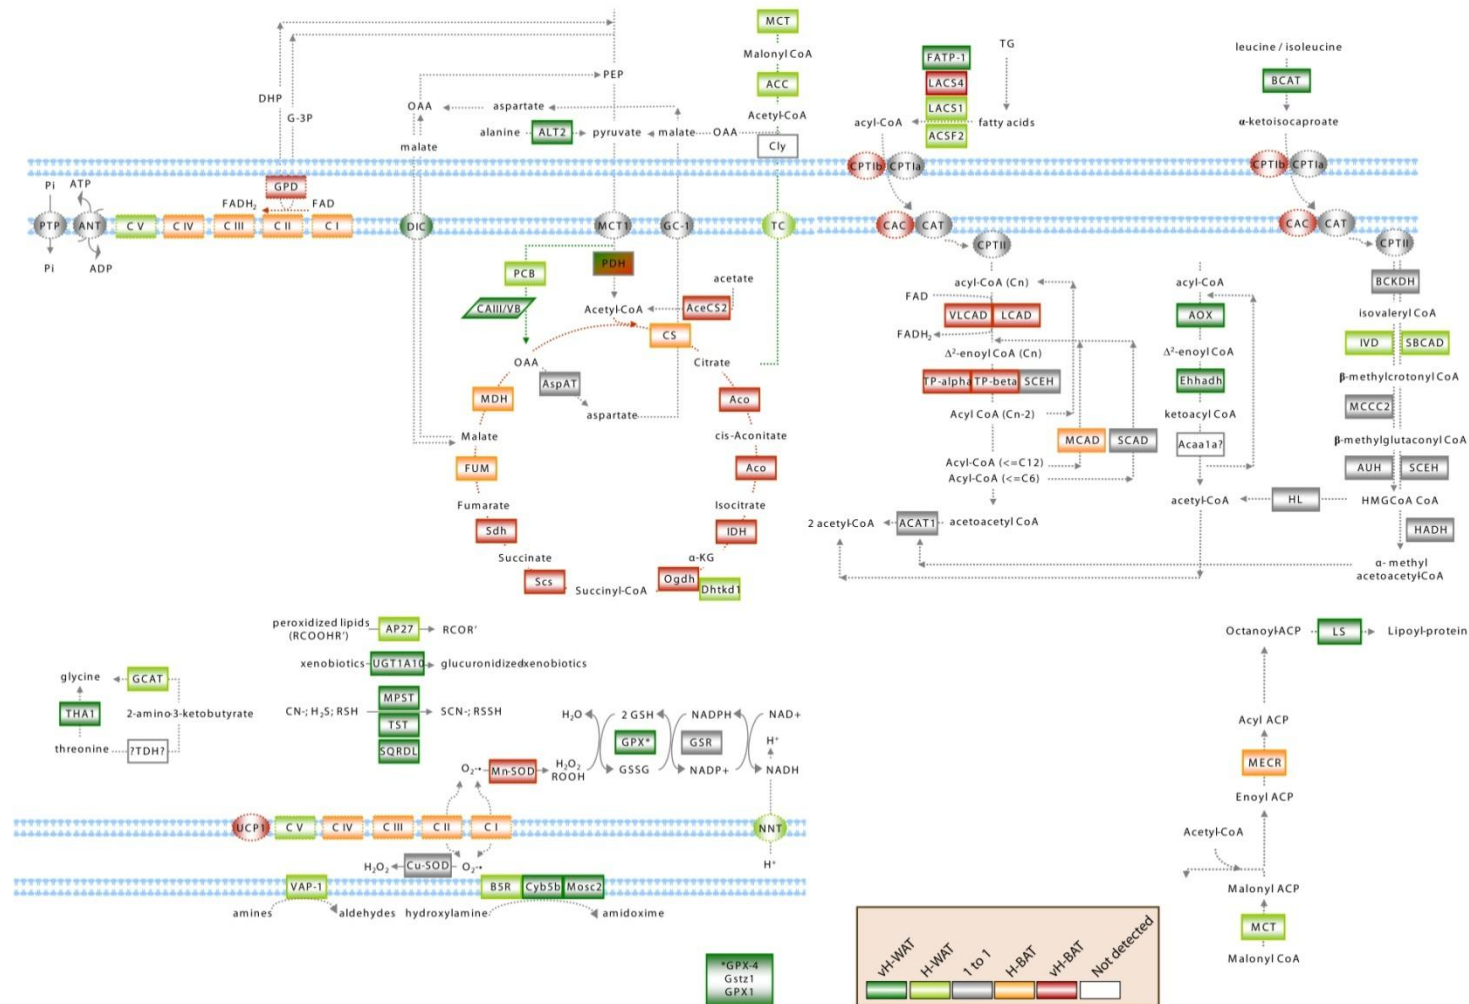 MCT
Malonyl CoA
ACC
Acetyl-CoA
Cly
PEP
DHP
G-3P
OAA
aspartate
alanine
ALT2
pyruvate
malate
OAA
malate
TG
FATP-1
LACS4
LACS1
ACSF2
acyl-CoA
fatty acids
leucine / isoleucine
BCAT
α-ketoisocaproate
CPTIb
CPTIa
CPTIb
CPTIa
Pi
ATP
GPD
FADH2
FAD
PTP
ANT
C V
C IV
C III
C II
C I
DIC
MCT1
GC-1
TC
CAC
CAT
CAC
CAT
Pi
ADP
CPTII
CPTII
PCB
PDH
acetate
CAIII/VB
Acetyl-CoA
AceCS2
CS
OAA
Citrate
AspAT
aspartate
MDH
Aco
Malate
cis-Aconitate
FUM
Aco
Fumarate
Isocitrate
Sdh
IDH
Succinate
α-KG
Scs
Succinyl-CoA
Ogdh
Dhtkd1
acyl-CoA (Cn)
FAD
VLCAD
LCAD
FADH2
Δ²-enoyl CoA (Cn)
TP-alpha
TP-beta
SCEH
Acyl CoA (Cn-2)
MCAD
SCAD
Acyl-CoA (<=C12)
Acyl-CoA (<=C6)
2 acetyl-CoA
ACAT1
acetoacetyl CoA
acyl-CoA
AOX
Δ²-enoyl CoA
Ehhadh
ketoacyl CoA
Acaa1a?
acetyl-CoA
HL
BCKDH
isovaleryl CoA
IVD
SBCAD
β-methylcrotonyl CoA
MCCC2
β-methylglutaconyl CoA
AUH
SCEH
HMGCoA CoA
HADH
α- methyl
acetoacetylCoA
peroxidized lipids
(RCOOHR')
AP27
RCOR'
xenobiotics
UGT1A10
glucuronidizedxenobiotics
CN-; H2S; RSH
MPST
TST
SQRDL
SCN-; RSSH
glycine
GCAT
THA1
2-amino-3-ketobutyrate
threonine
?TDH?
H2O
2 GSH
NADPH
NAD+
GPX*
GSR
H+
O2-•
Mn-SOD
H2O2
ROOH
GSSG
NADP+
NADH
UCP1
C V
C IV
C III
C II
C I
NNT
H2O2
Cu-SOD
O2-•
H+
VAP-1
B5R
Cyb5b
Mosc2
amines
aldehydes
hydroxylamine
amidoxime
*GPX-4
Gstz1
GPX1
Octanoyl-ACP
LS
Lipoyl-protein
Acyl ACP
MECR
Enoyl ACP
Acetyl-CoA
Malonyl ACP
MCT
Malonyl CoA
vH-WAT
H-WAT
1 to 1
H-BAT
vH-BAT
Not detected